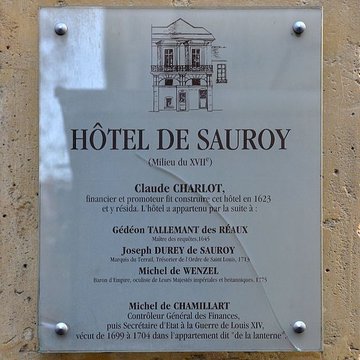 HÔTEL DE SAUROY
(Milieu du XVIIe)
Claude CHARLOT,
financier et promoteur fit construire cet hôtel en 1623
et y résida. L'hôtel a appartenu par la suite à :
Gédéon TALLEMANT des RÉAUX
Maître des requêtes,1645
Joseph DUREY de SAUROY
Marquis du Terrail, Trésorier de l'Ordre de Saint Louis, 1713
Michel de WENZEL
Baron d'Empire, oculiste de Leurs Majestés impériales et britanniques, 1773
Michel de CHAMILLART
Contrôleur Général des Finances,
puis Secrétaire d'Etat à la Guerre de Louis XIV,
vécut de 1699 à 1704 dans l'appartement dit "de la lanterne".